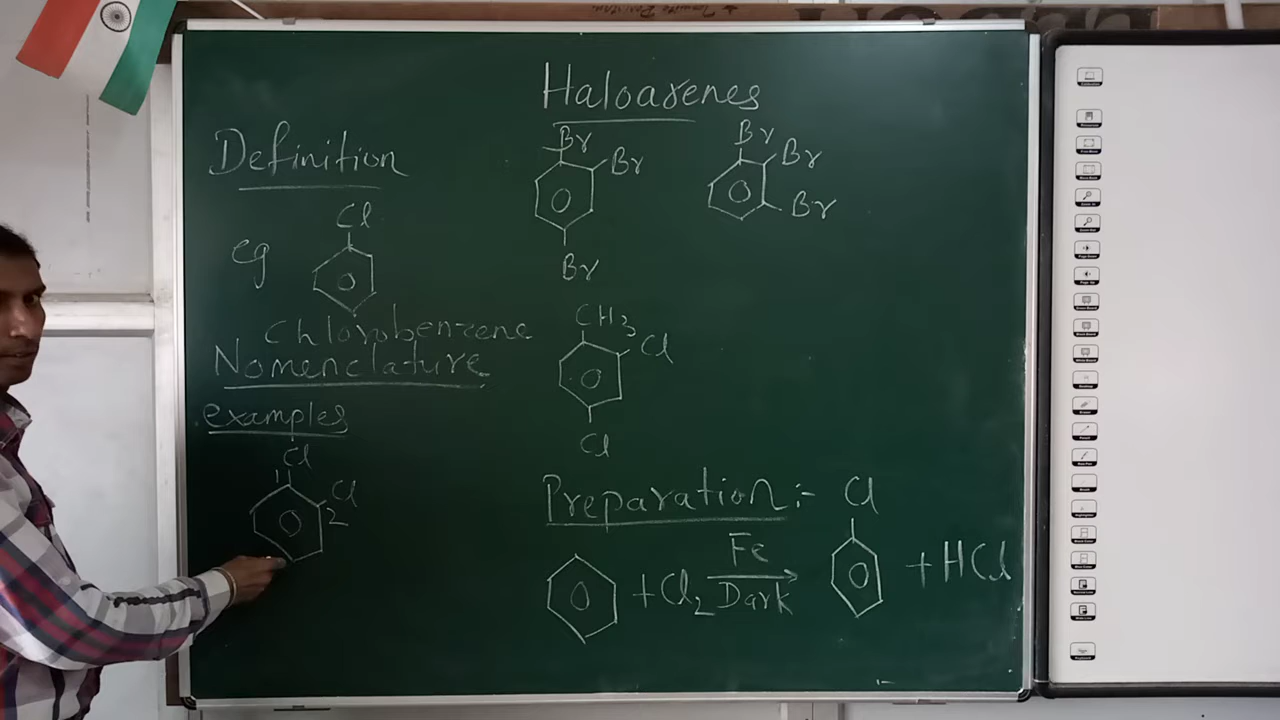 Haloarenes
Definition
eg
Cl
Chlorobenzene
Nomenclature
examples
Cl
1
Cl
2
Br
Br
Br
Br
Br
Br
CH3
Cl
Cl
Preparation :-
+ Cl2 Fe Dark Cl + HCl